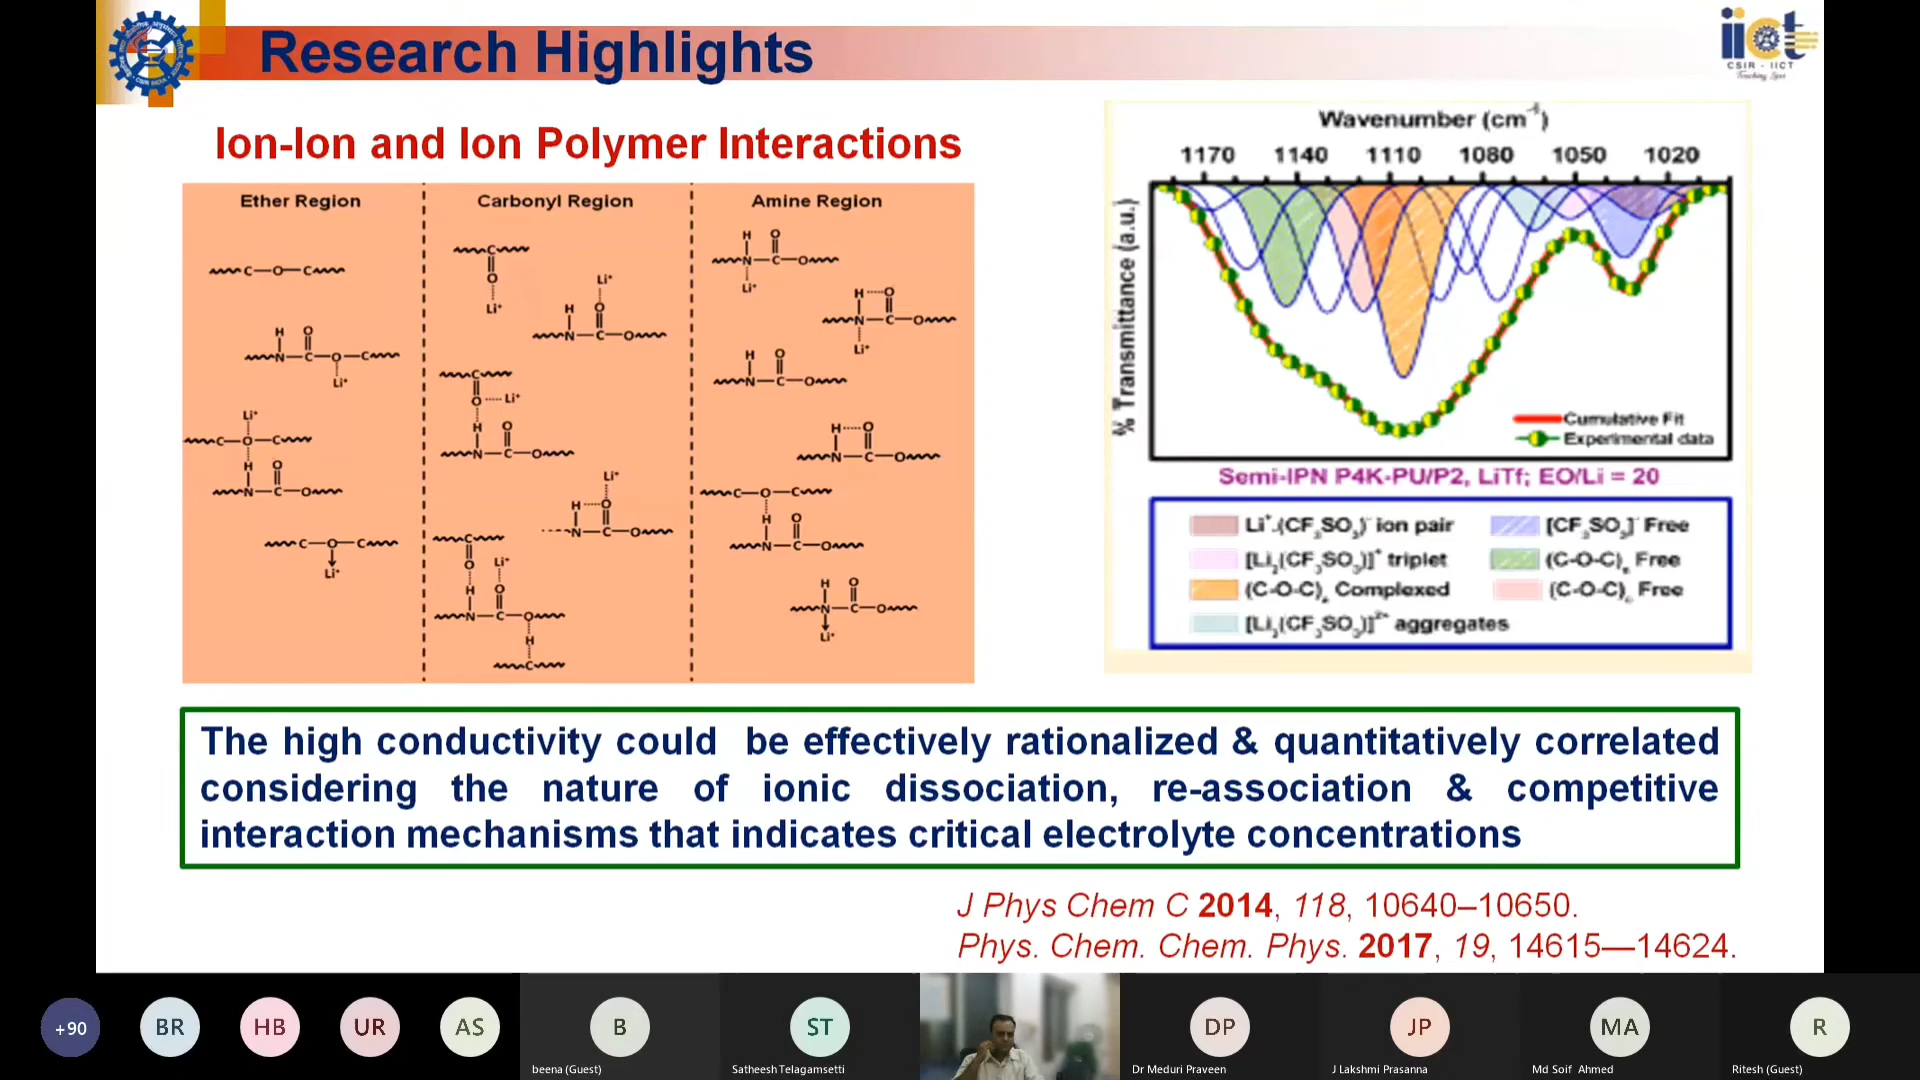 Research Highlights
iict
CSIR - IICT
Touching Lives
Ion-Ion and Ion Polymer Interactions
Ether Region
Carbonyl Region
Amine Region
Wavenumber (cm⁻¹)
1170 1140 1110 1080 1050 1020
% Transmittance (a.u.)
Cumulative Fit
Experimental data
Semi-IPN P4K-PU/P2, LiTf; EO/Li = 20
Li⁺.(CF₃SO₃)⁻ ion pair
[CF₃SO₃]⁻ Free
[Li₂(CF₃SO₃)]⁺ triplet
(C-O-C) Free
(C-O-C) Complexed
(C-O-C) Free
[Li₃(CF₃SO₃)]²⁺ aggregates
The high conductivity could be effectively rationalized & quantitatively correlated
considering the nature of ionic dissociation, re-association & competitive
interaction mechanisms that indicates critical electrolyte concentrations
J Phys Chem C 2014, 118, 10640–10650.
Phys. Chem. Chem. Phys. 2017, 19, 14615—14624.
+90 BR HB UR AS B ST DP JP MA R
beena (Guest) Satheesh Telagamsetti Dr Meduri Praveen J Lakshmi Prasanna Md Soif Ahmed Ritesh (Guest)